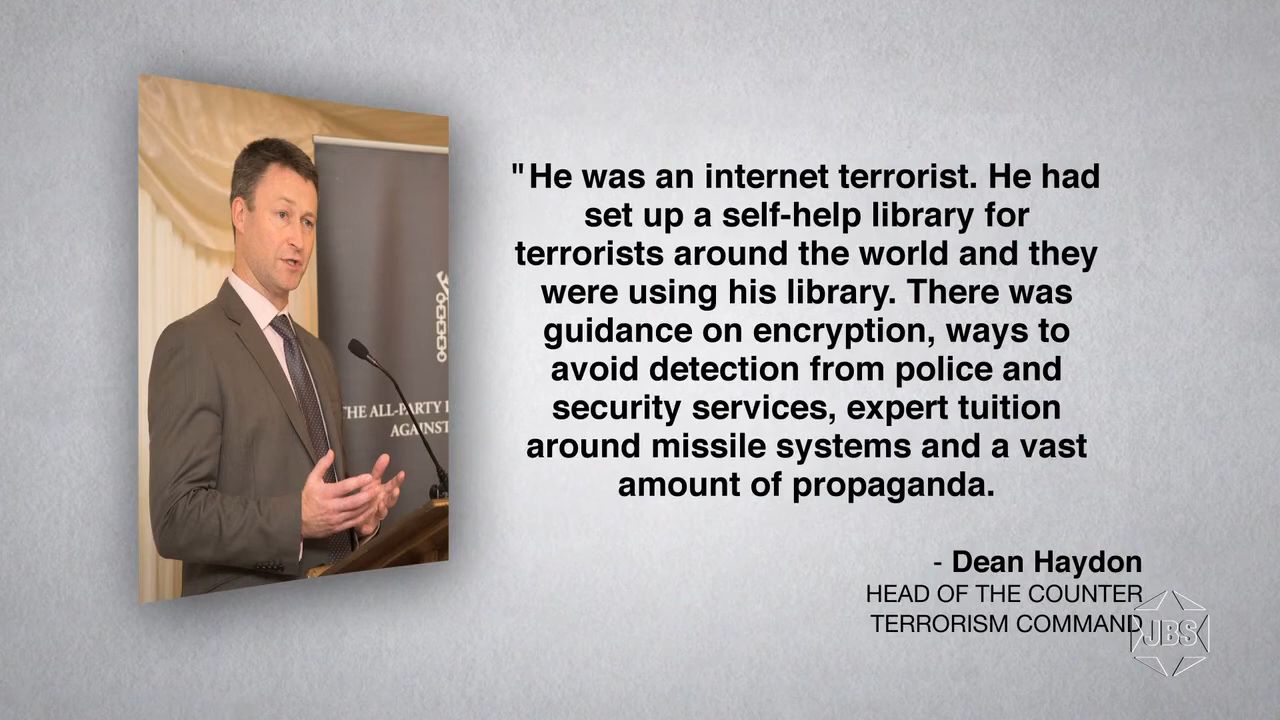 "He was an internet terrorist. He had
set up a self-help library for
terrorists around the world and they
were using his library. There was
guidance on encryption, ways to
avoid detection from police and
security services, expert tuition
around missile systems and a vast
amount of propaganda.
- Dean Haydon
HEAD OF THE COUNTER
TERRORISM COMMAND
JBS
THE ALL-PARTY
AGAINST